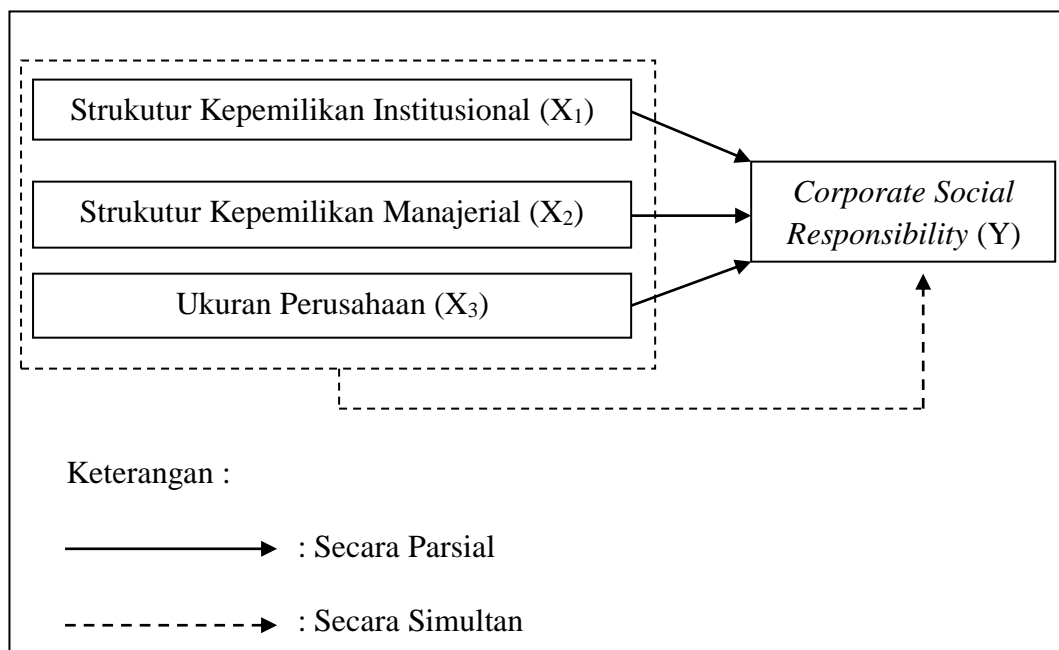 Strukutur Kepemilikan Institusional (X₁)
Strukutur Kepemilikan Manajerial (X₂)
Ukuran Perusahaan (X₃)
Corporate Social
Responsibility (Y)
Keterangan :
: Secara Parsial
: Secara Simultan